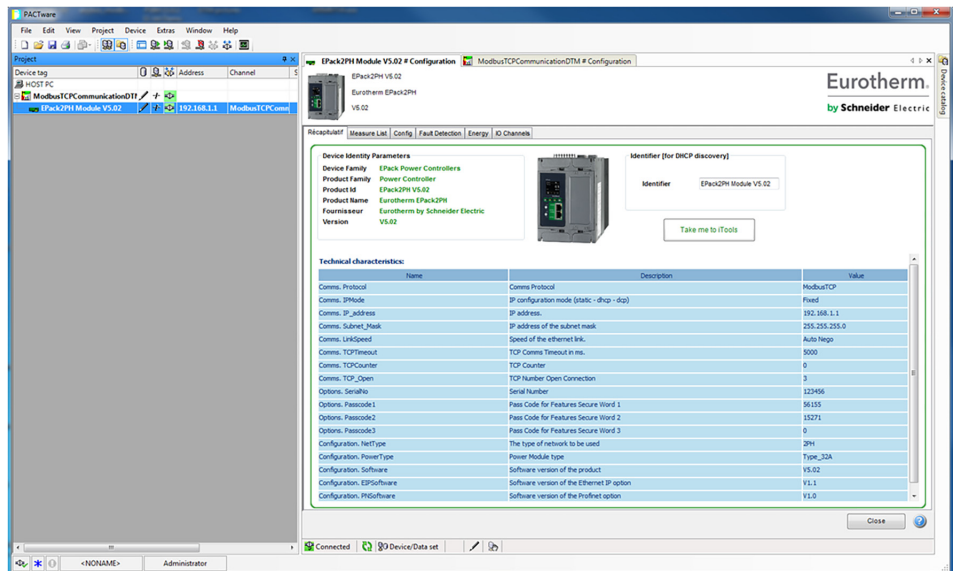 PACTware
File Edit View Project Device Extras Window Help
Project
Device tag Address Channel S
HOST PC
ModbusTCPCommunicationDTM
EPack2PH Module V5.02 192.168.1.1 ModbusTCPComm
EPack2PH Module V5.02 # Configuration ModbusTCPCommunicationDTM # Configuration
Device catalog
EPack2PH V5.02
Eurotherm EPack2PH
V5.02
Eurotherm.
by Schneider Electric
Récapitulatif Measure List Config Fault Detection Energy IO Channels
Device Identity Parameters
Device Family EPack Power Controllers
Product Family Power Controller
Product Id EPack2PH V5.02
Product Name Eurotherm EPack2PH
Fournisseur Eurotherm by Schneider Electric
Version V5.02
Identifier [for DHCP discovery]
Identifier EPack2PH Module V5.02
Take me to iTools
Technical characteristics:
Name Description Value
Comms. Protocol Comms Protocol ModbusTCP
Comms. IPMode IP configuration mode (static - dhcp - dcp) Fixed
Comms. IP_address IP address. 192.168.1.1
Comms. Subnet_Mask IP address of the subnet mask 255.255.255.0
Comms. LinkSpeed Speed of the ethernet link. Auto Nego
Comms. TCPTimeout TCP Comms Timeout in ms. 5000
Comms. TCPCounter TCP Counter 0
Comms. TCP_Open TCP Number Open Connection 3
Options. SerialNo Serial Number 123456
Options. Passcode1 Pass Code for Features Secure Word 1 56155
Options. Passcode2 Pass Code for Features Secure Word 2 15271
Options. Passcode3 Pass Code for Features Secure Word 3 0
Configuration. NetType The type of network to be used 2PH
Configuration. PowerType Power Module type Type_32A
Configuration. Software Software version of the product V5.02
Configuration. EIPSoftware Software version of the Ethernet IP option V1.1
Configuration. PNSoftware Software version of the Profinet option V1.0
Close
Connected Device/Data set
<NONAME> Administrator